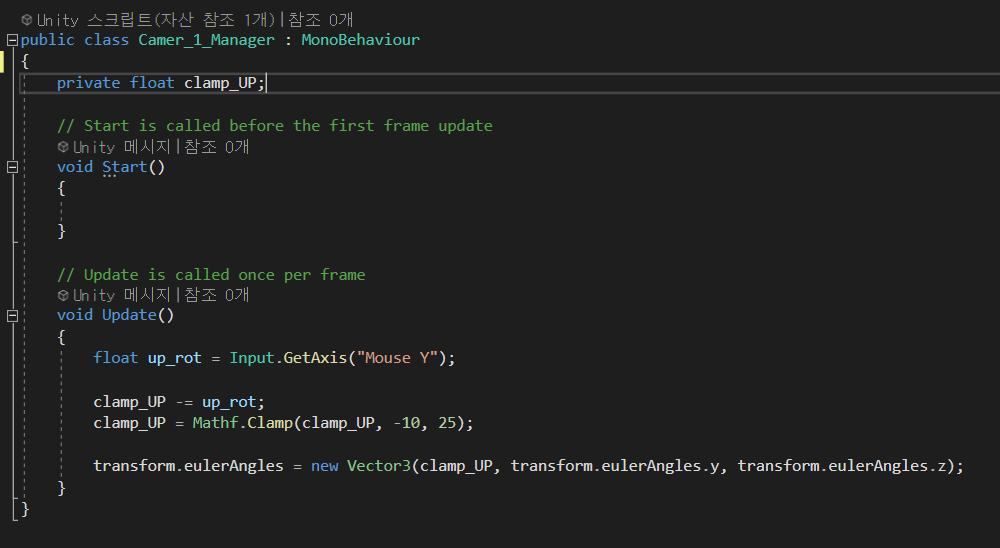 Unity 스크립트(자산 참조 1개)|참조 0개
public class Camer_1_Manager : MonoBehaviour
{
private float clamp_UP;
// Start is called before the first frame update
Unity 메시지|참조 0개
void Start()
{
}
// Update is called once per frame
Unity 메시지|참조 0개
void Update()
{
float up_rot = Input.GetAxis("Mouse Y");
clamp_UP -= up_rot;
clamp_UP = Mathf.Clamp(clamp_UP, -10, 25);
transform.eulerAngles = new Vector3(clamp_UP, transform.eulerAngles.y, transform.eulerAngles.z);
}
}